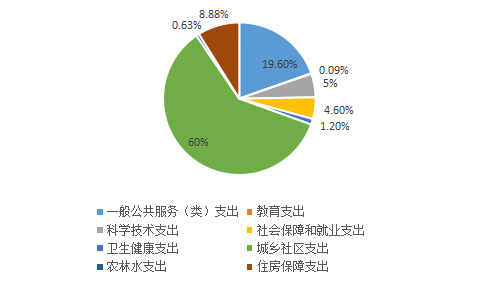 8.88%
0.63%
19.60%
0.09%
5%
4.60%
1.20%
60%
一般公共服务（类）支出
教育支出
科学技术支出
社会保障和就业支出
卫生健康支出
城乡社区支出
农林水支出
住房保障支出